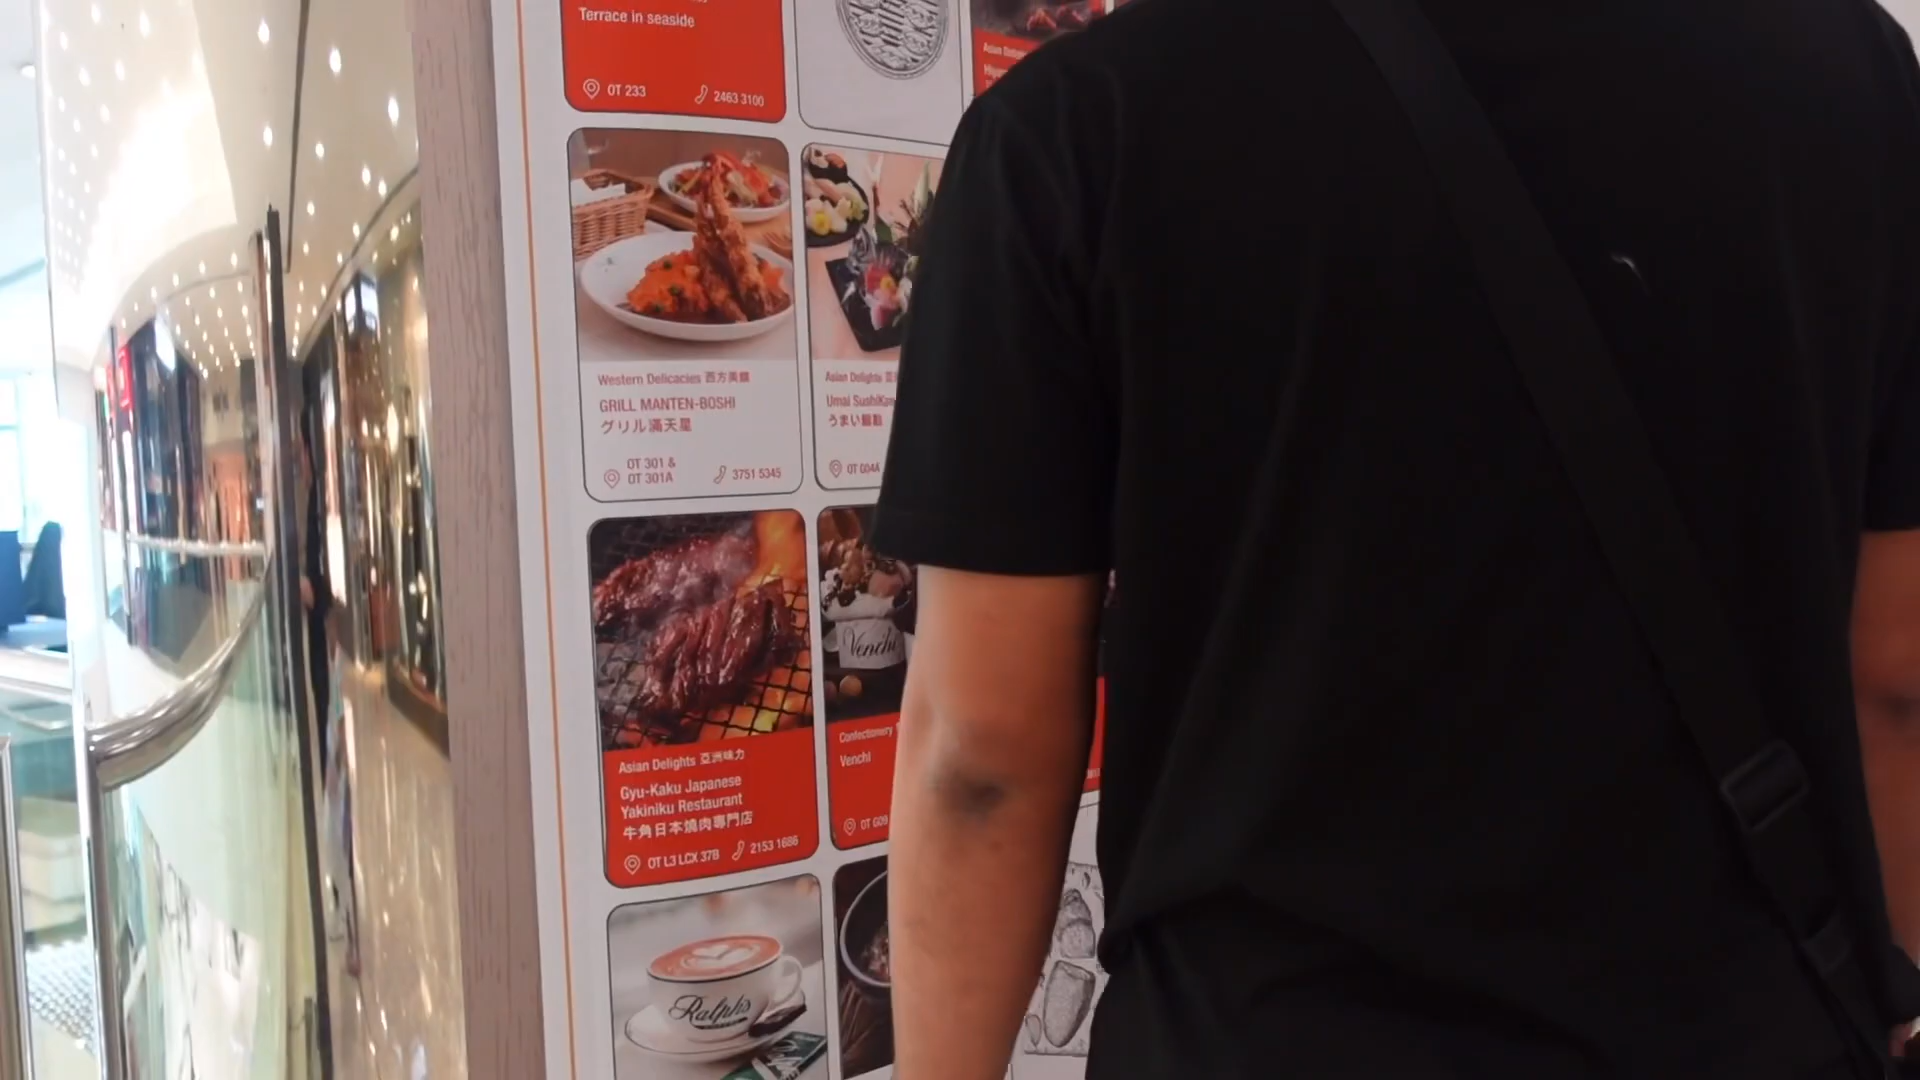 Terrace in seaside
OT 233
2463 3100
Western Delicacies 西方美饌
GRILL MANTEN-BOSHI
グリル満天星
OT 301 &
OT 301A
3751 5345
Asian Delights
Umai
うまい
OT G04A
Asian Delights 亞洲味力
Gyu-Kaku Japanese
Yakiniku Restaurant
牛角日本燒肉專門店
OT L3 LCX 37B
2153 1686
Venchi
Confectionery
Venchi
OT G09
Ralph's
COFFEE